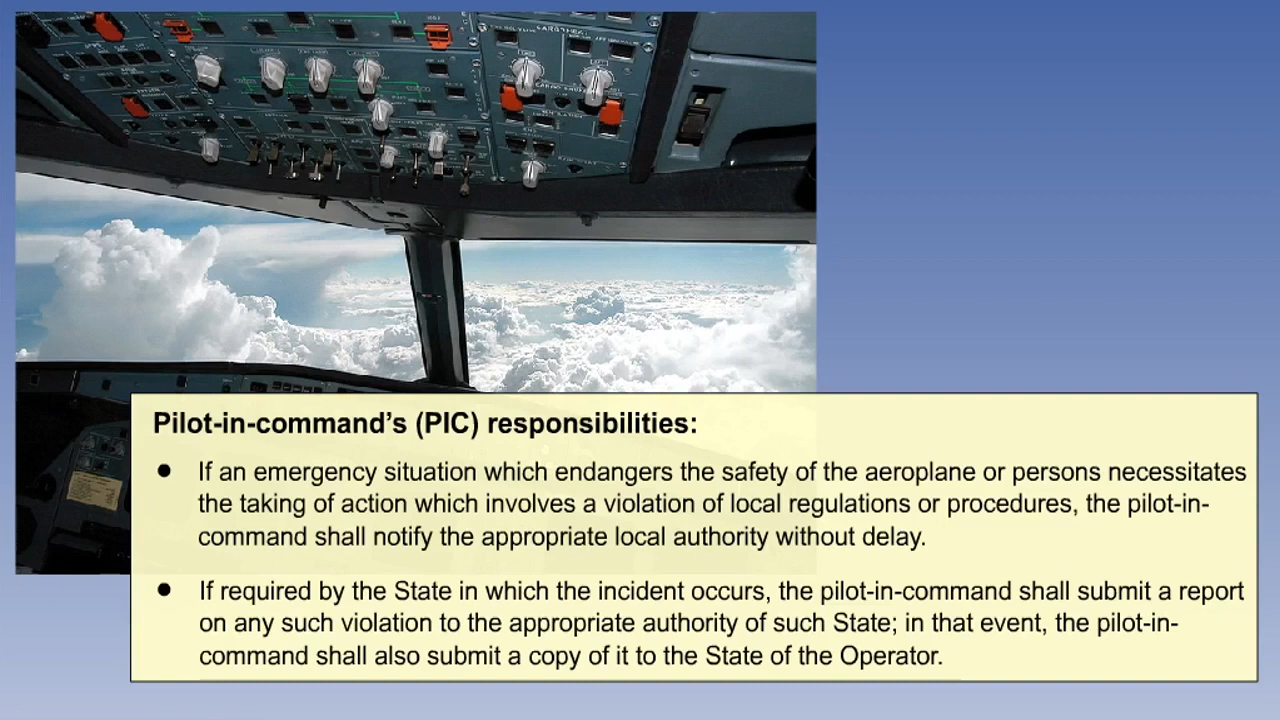 Pilot-in-command’s (PIC) responsibilities:
● If an emergency situation which endangers the safety of the aeroplane or persons necessitates
the taking of action which involves a violation of local regulations or procedures, the pilot-in-
command shall notify the appropriate local authority without delay.
● If required by the State in which the incident occurs, the pilot-in-command shall submit a report
on any such violation to the appropriate authority of such State; in that event, the pilot-in-
command shall also submit a copy of it to the State of the Operator.